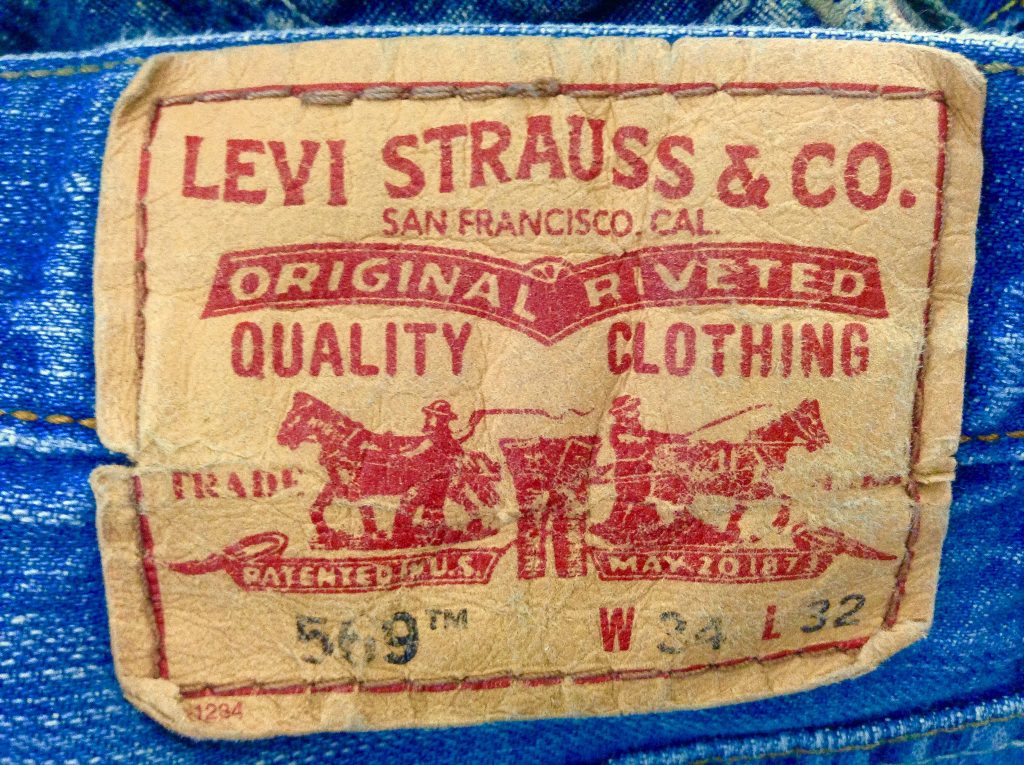 LEVI STRAUSS & CO.
SAN FRANCISCO, CAL.
ORIGINAL RIVETED
QUALITY CLOTHING
TRADE
PATENTED IN U.S. MAY 20 1873
569™ W 34 L 32